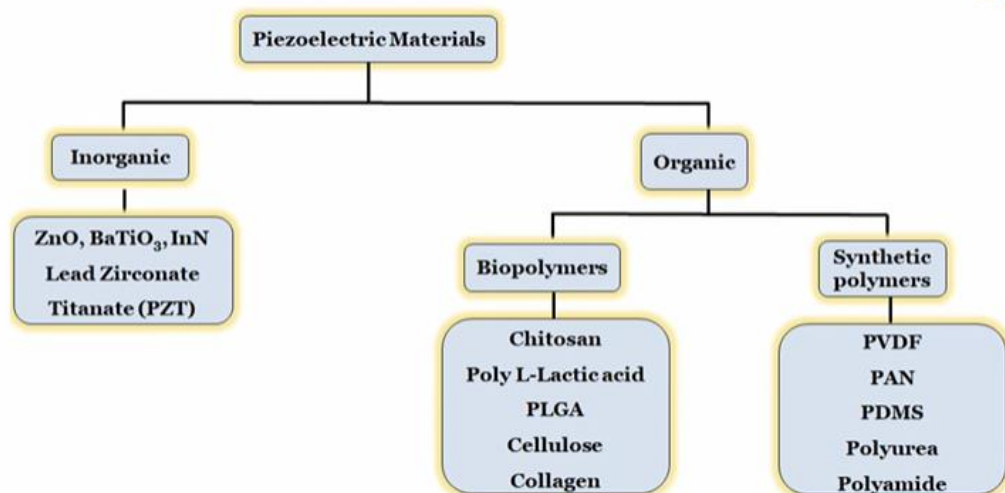 Piezoelectric Materials
Inorganic
Organic
ZnO, BaTiO₃, InN
Lead Zirconate
Titanate (PZT)
Biopolymers
Synthetic
polymers
Chitosan
Poly L-Lactic acid
PLGA
Cellulose
Collagen
PVDF
PAN
PDMS
Polyurea
Polyamide